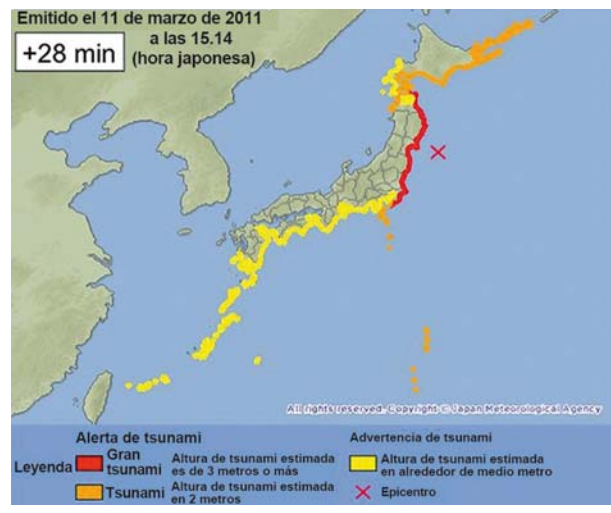 Emitido el 11 de marzo de 2011
a las 15.14
(hora japonesa)
+28 min
All rights reserved. Copyright © Japan Meteorological Agency
Alerta de tsunami
Advertencia de tsunami
Leyenda
Gran
tsunami
Altura de tsunami estimada
es de 3 metros o más
Altura de tsunami estimada
en alrededor de medio metro
Tsunami
Altura de tsunami estimada
en 2 metros
Epicentro